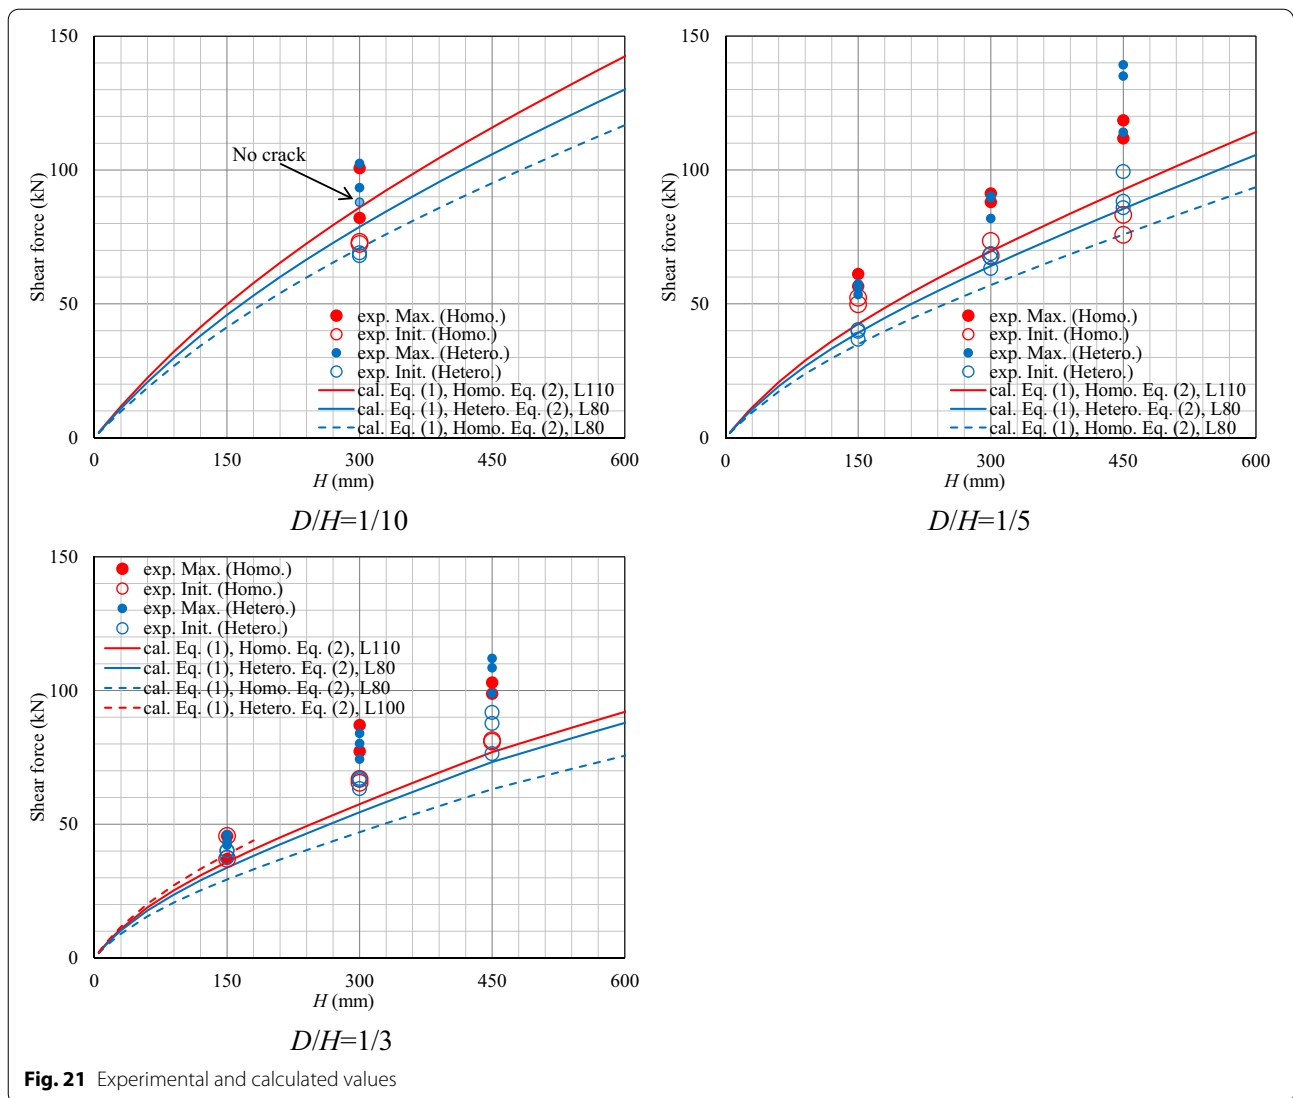 150
100
50
0
Shear force (kN)
No crack
exp. Max. (Homo.)
exp. Init. (Homo.)
exp. Max. (Hetero.)
exp. Init. (Hetero.)
cal. Eq. (1), Homo. Eq. (2), L110
cal. Eq. (1), Hetero. Eq. (2), L80
cal. Eq. (1), Homo. Eq. (2), L80
0 150 300 450 600
H (mm)
D/H=1/10
150
100
50
0
Shear force (kN)
exp. Max. (Homo.)
exp. Init. (Homo.)
exp. Max. (Hetero.)
exp. Init. (Hetero.)
cal. Eq. (1), Homo. Eq. (2), L110
cal. Eq. (1), Hetero. Eq. (2), L80
cal. Eq. (1), Homo. Eq. (2), L80
0 150 300 450 600
H (mm)
D/H=1/5
150
100
50
0
Shear force (kN)
exp. Max. (Homo.)
exp. Init. (Homo.)
exp. Max. (Hetero.)
exp. Init. (Hetero.)
cal. Eq. (1), Homo. Eq. (2), L110
cal. Eq. (1), Hetero. Eq. (2), L80
cal. Eq. (1), Homo. Eq. (2), L80
cal. Eq. (1), Hetero. Eq. (2), L100
0 150 300 450 600
H (mm)
D/H=1/3
Fig. 21 Experimental and calculated values